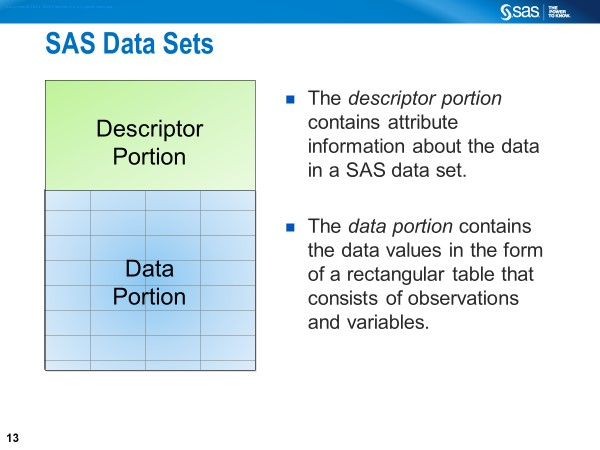 sas
THE
POWER
TO KNOW.
SAS Data Sets
Descriptor
Portion
Data
Portion
■ The descriptor portion
contains attribute
information about the data
in a SAS data set.
■ The data portion contains
the data values in the form
of a rectangular table that
consists of observations
and variables.
13